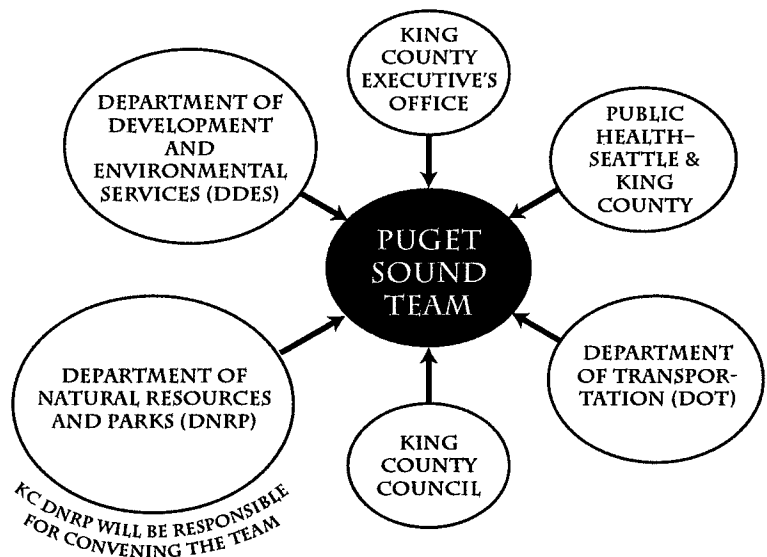 KING
COUNTY
EXECUTIVE'S
OFFICE
DEPARTMENT OF
DEVELOPMENT
AND
ENVIRONMENTAL
SERVICES (DDES)
PUBLIC
HEALTH–
SEATTLE &
KING
COUNTY
PUGET
SOUND
TEAM
DEPARTMENT OF
NATURAL RESOURCES
AND PARKS (DNRP)
DEPARTMENT
OF TRANSPOR-
TATION (DOT)
KING
COUNTY
COUNCIL
KC DNRP WILL BE RESPONSIBLE
FOR CONVENING THE TEAM